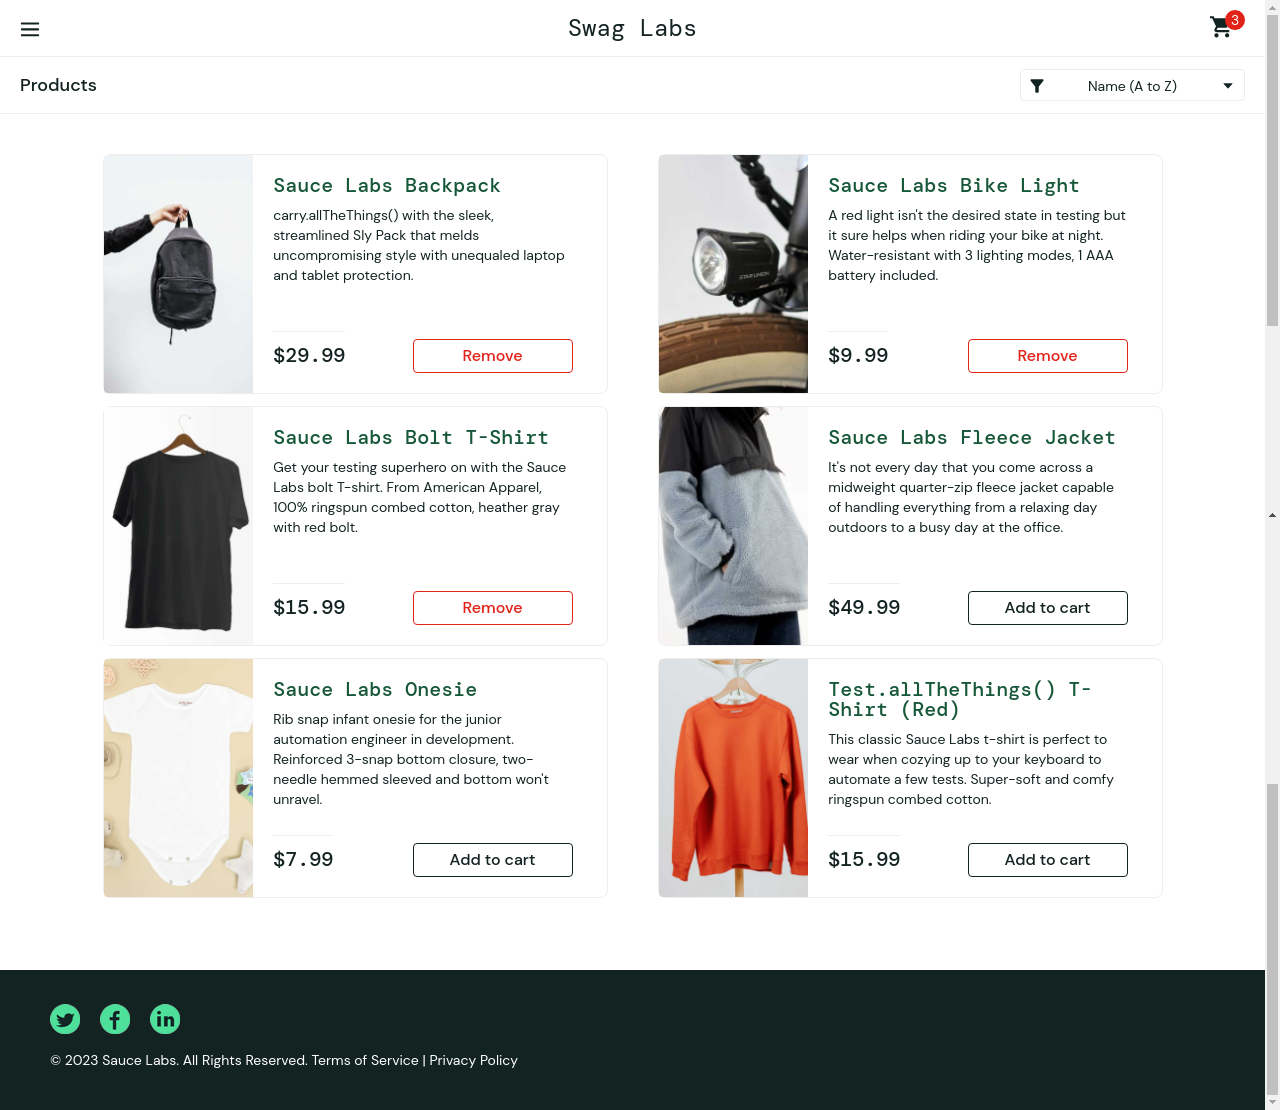 Swag Labs
3
Products
Name (A to Z)
Sauce Labs Backpack
carry.allTheThings() with the sleek,
streamlined Sly Pack that melds
uncompromising style with unequaled laptop
and tablet protection.
$29.99
Remove
Sauce Labs Bike Light
A red light isn't the desired state in testing but
it sure helps when riding your bike at night.
Water-resistant with 3 lighting modes, 1 AAA
battery included.
$9.99
Remove
Sauce Labs Bolt T-Shirt
Get your testing superhero on with the Sauce
Labs bolt T-shirt. From American Apparel,
100% ringspun combed cotton, heather gray
with red bolt.
$15.99
Remove
Sauce Labs Fleece Jacket
It's not every day that you come across a
midweight quarter-zip fleece jacket capable
of handling everything from a relaxing day
outdoors to a busy day at the office.
$49.99
Add to cart
Sauce Labs Onesie
Rib snap infant onesie for the junior
automation engineer in development.
Reinforced 3-snap bottom closure, two-
needle hemmed sleeved and bottom won't
unravel.
$7.99
Add to cart
Test.allTheThings() T-
Shirt (Red)
This classic Sauce Labs t-shirt is perfect to
wear when cozying up to your keyboard to
automate a few tests. Super-soft and comfy
ringspun combed cotton.
$15.99
Add to cart
© 2023 Sauce Labs. All Rights Reserved. Terms of Service | Privacy Policy